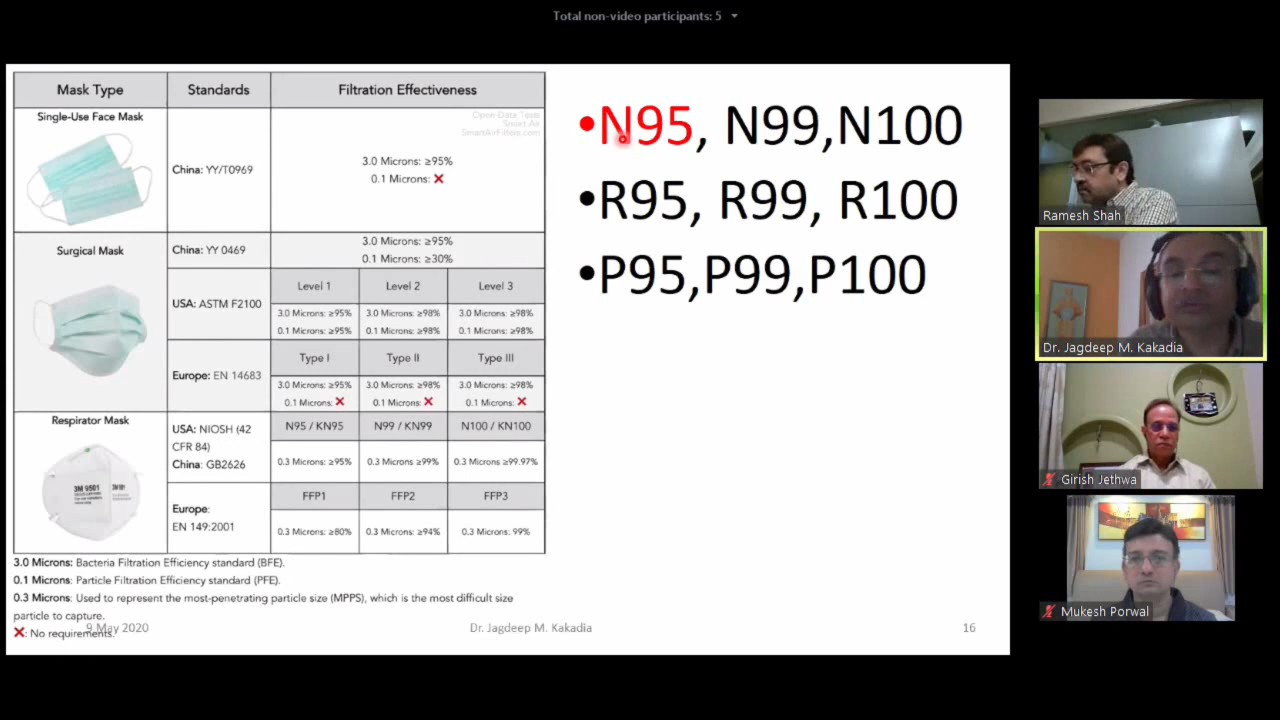 Total non-video participants: 5
Mask Type
Standards
Filtration Effectiveness
Single-Use Face Mask
China: YY/T0969
Open Data Tests
Smart Air
SmartAirFilters.com
3.0 Microns: ≥95%
0.1 Microns: ✕
Surgical Mask
China: YY 0469
3.0 Microns: ≥95%
0.1 Microns: ≥30%
USA: ASTM F2100
Level 1
Level 2
Level 3
3.0 Microns: ≥95%
3.0 Microns: ≥98%
3.0 Microns: ≥98%
0.1 Microns: ≥95%
0.1 Microns: ≥98%
0.1 Microns: ≥98%
Europe: EN 14683
Type I
Type II
Type III
3.0 Microns: ≥95%
3.0 Microns: ≥98%
3.0 Microns: ≥98%
0.1 Microns: ✕
0.1 Microns: ✕
0.1 Microns: ✕
Respirator Mask
3M 9501
USA: NIOSH (42
CFR 84)
China: GB2626
N95 / KN95
N99 / KN99
N100 / KN100
0.3 Microns: ≥95%
0.3 Microns ≥99%
0.3 Microns ≥99.97%
Europe:
EN 149:2001
FFP1
FFP2
FFP3
0.3 Microns: ≥80%
0.3 Microns: ≥94%
0.3 Microns: 99%
3.0 Microns: Bacteria Filtration Efficiency standard (BFE).
0.1 Microns: Particle Filtration Efficiency standard (PFE).
0.3 Microns: Used to represent the most-penetrating particle size (MPPS), which is the most difficult size
particle to capture.
✕: No requirements.
•N95, N99,N100
•R95, R99, R100
•P95,P99,P100
9 May 2020
Dr. Jagdeep M. Kakadia
16
Ramesh Shah
Dr. Jagdeep M. Kakadia
Girish Jethwa
Mukesh Porwal